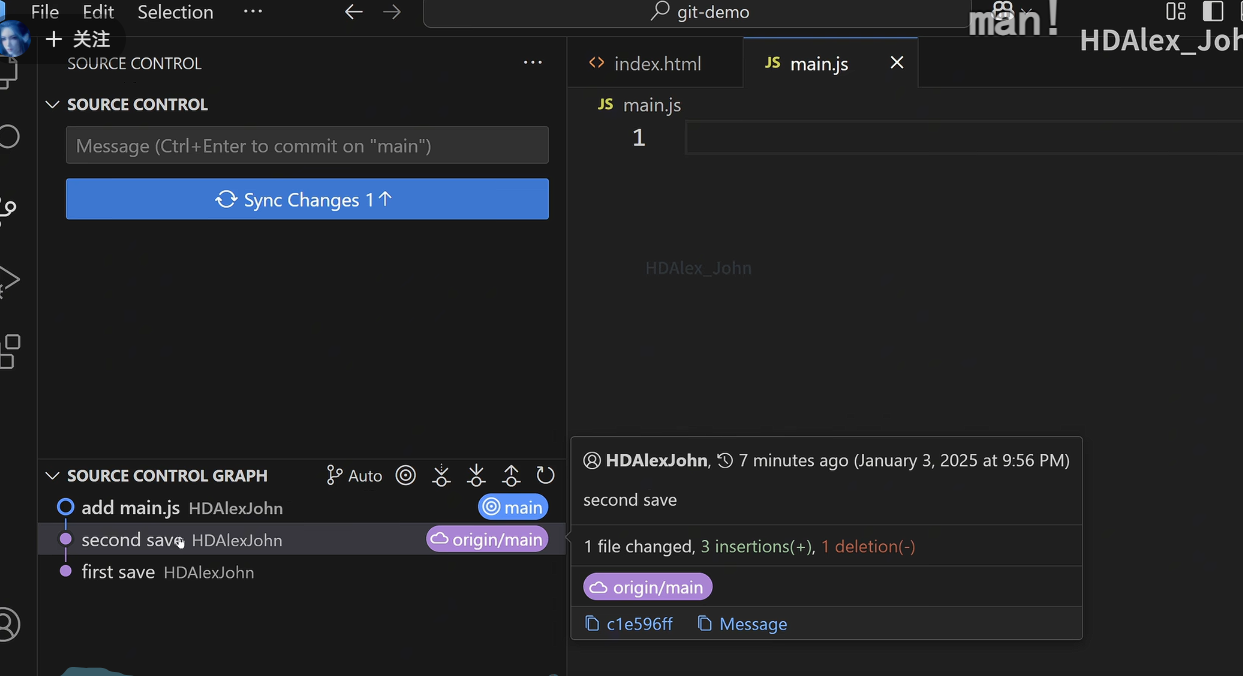 File Edit Selection ··· git-demo
man!
HDAlex_Joh
+ 关注
SOURCE CONTROL ···
SOURCE CONTROL
Message (Ctrl+Enter to commit on "main")
Sync Changes 1↑
<> index.html
JS main.js
JS main.js
1
HDAlex_John
SOURCE CONTROL GRAPH Auto
add main.js HDAlexJohn main
second save HDAlexJohn origin/main
first save HDAlexJohn
HDAlexJohn, 7 minutes ago (January 3, 2025 at 9:56 PM)
second save
1 file changed, 3 insertions(+), 1 deletion(-)
origin/main
c1e596ff Message